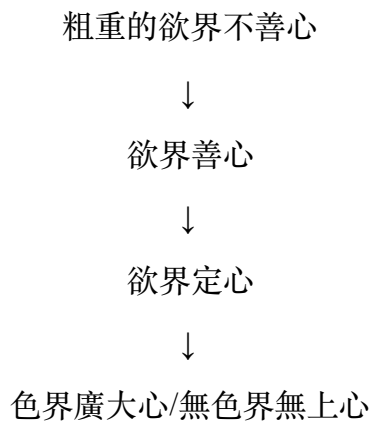 粗重的欲界不善心
↓
欲界善心
↓
欲界定心
↓
色界廣大心/無色界無上心